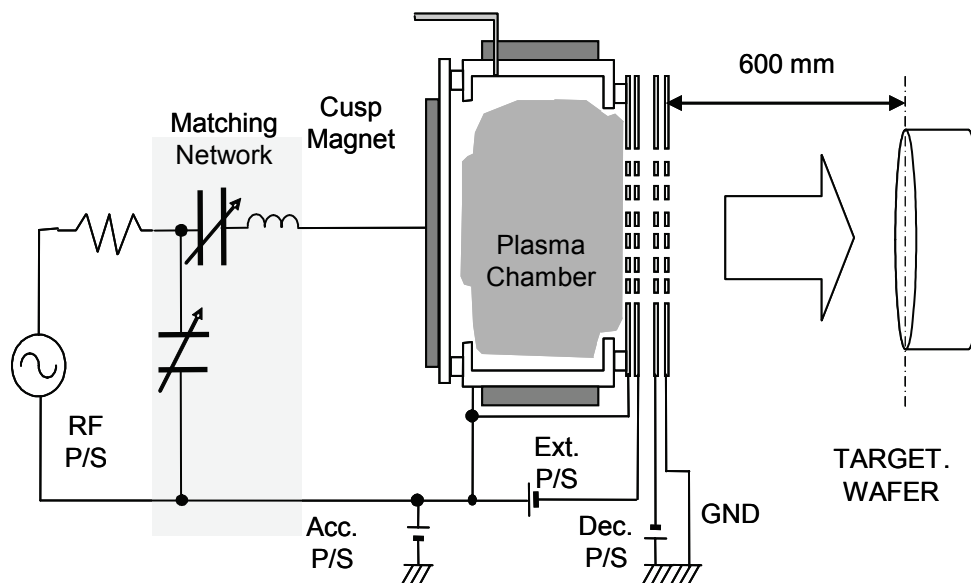 600 mm
Cusp
Magnet
Matching
Network
Plasma
Chamber
RF
P/S
Ext.
P/S
Acc.
P/S
Dec.
P/S
GND
TARGET.
WAFER